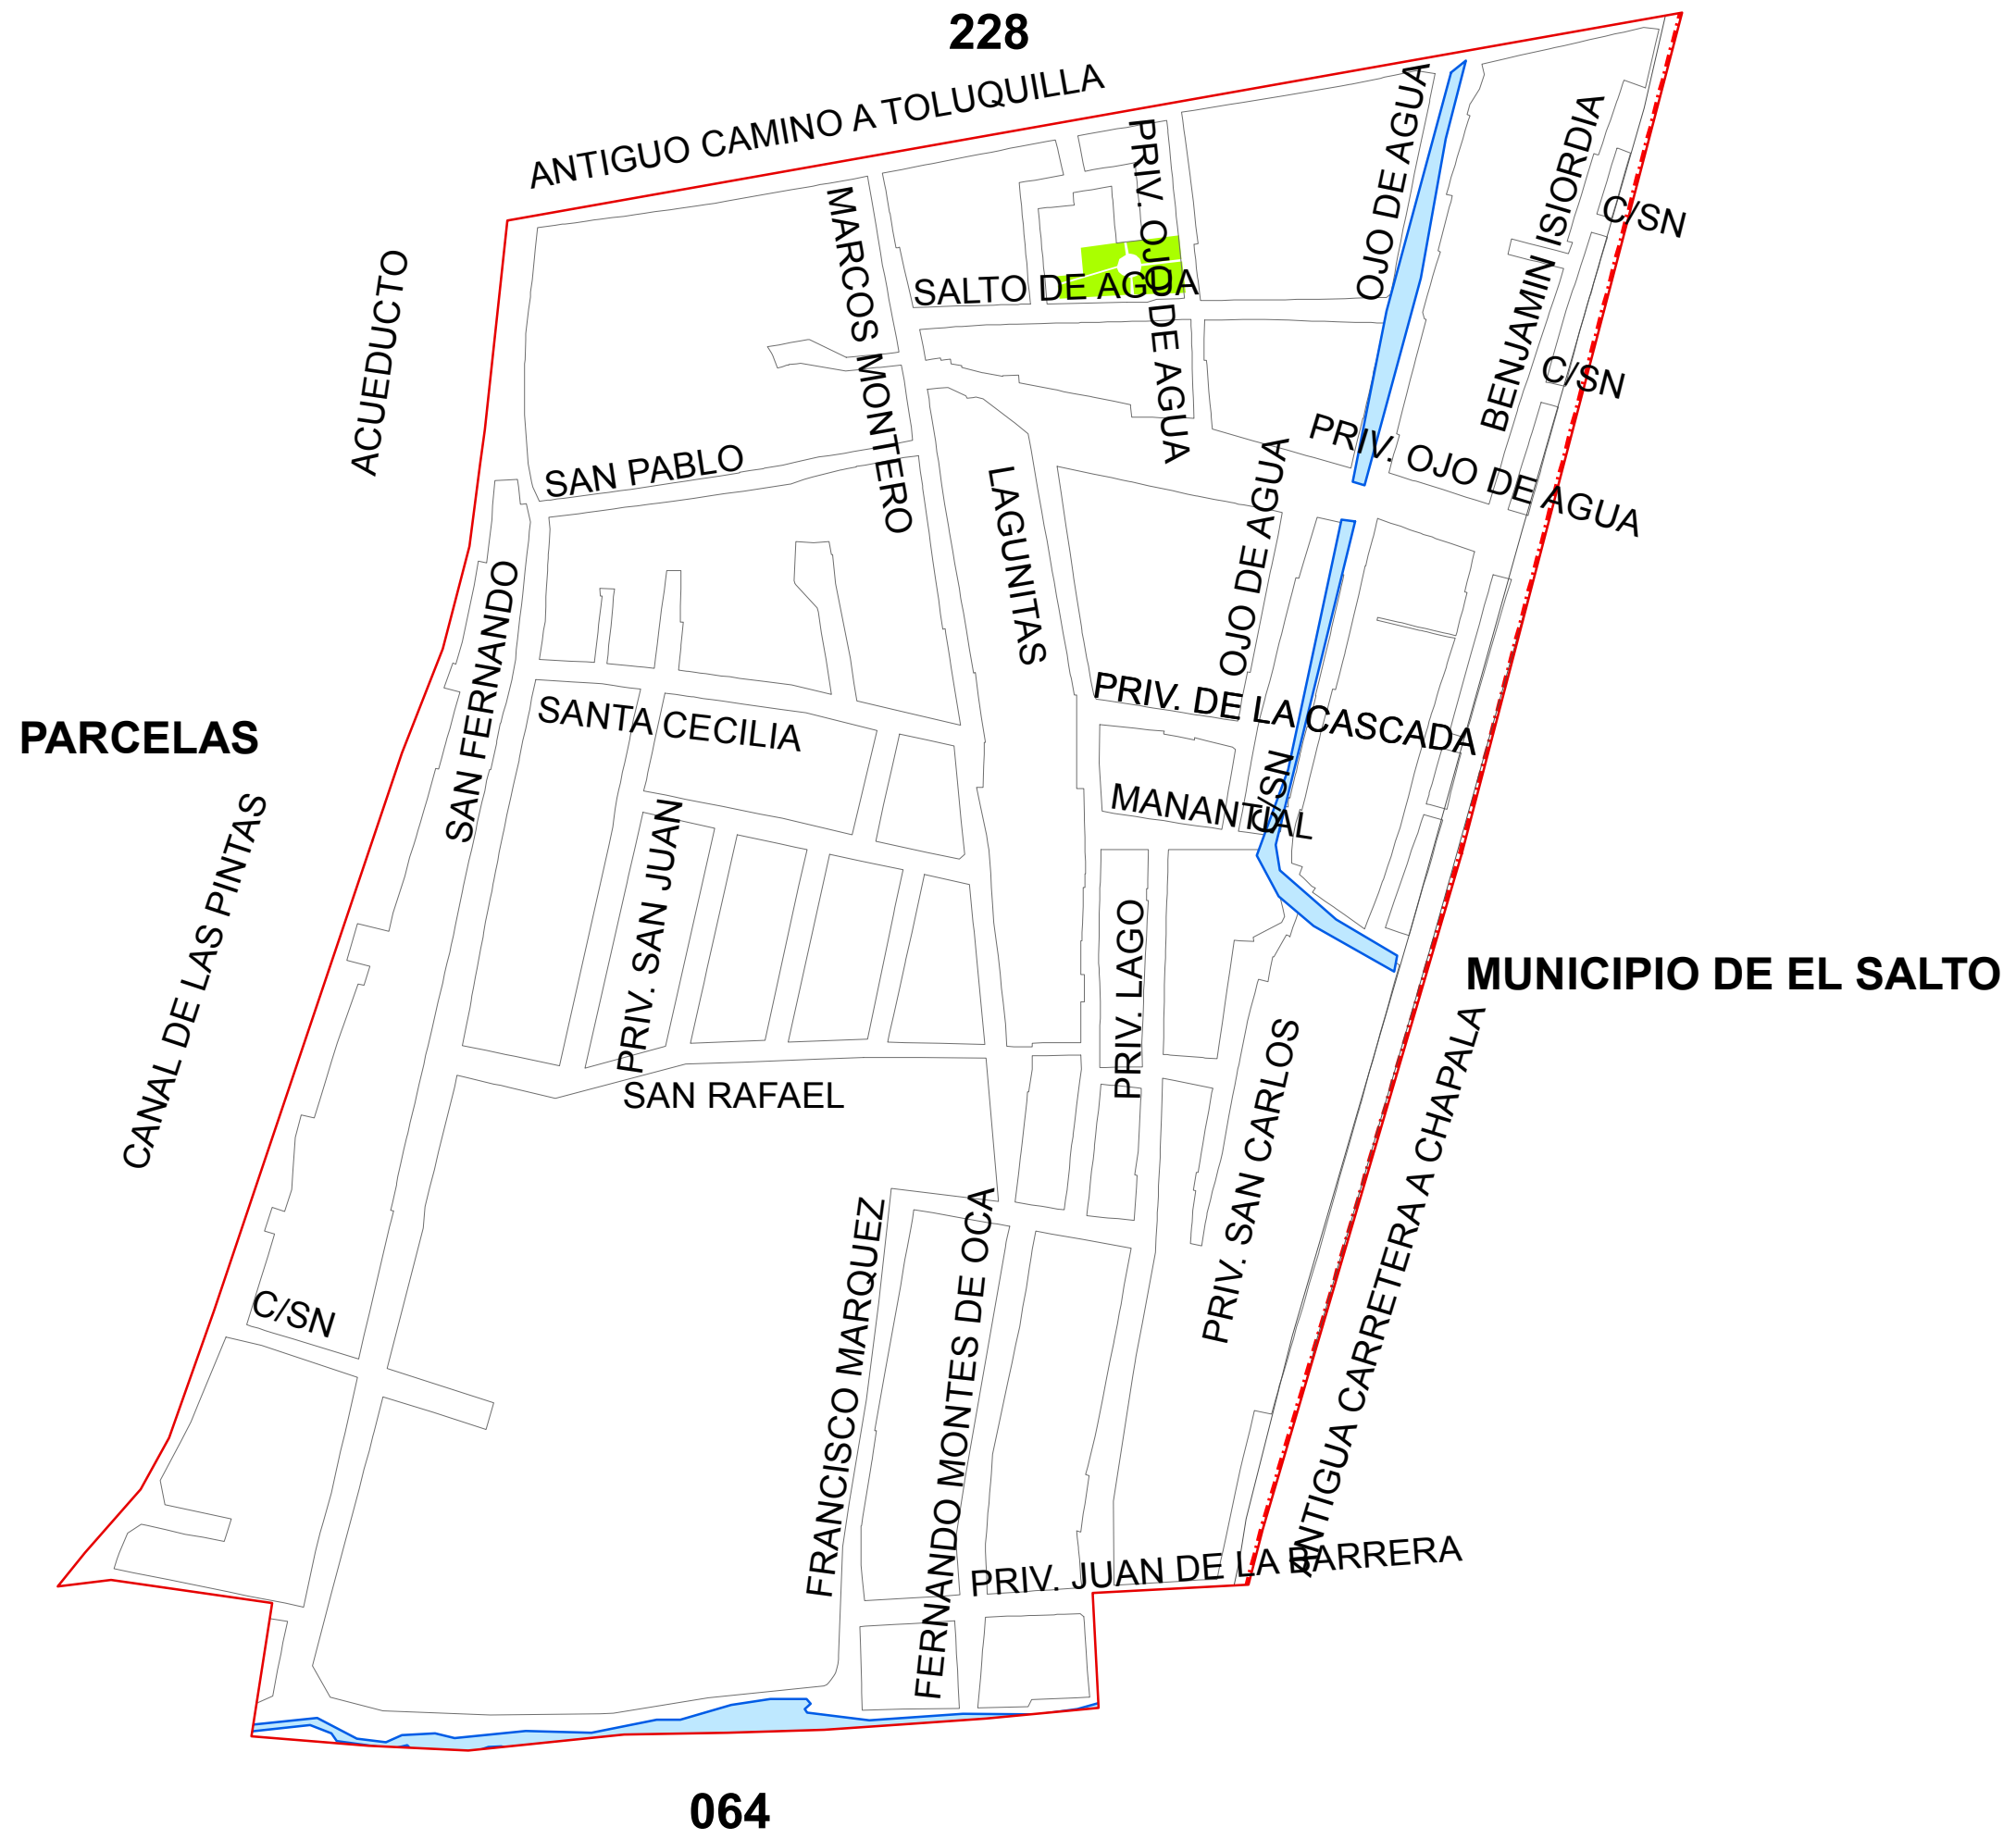 228
ANTIGUO CAMINO A TOLUQUILLA
OJO DE AGUA
BENJAMIN ISIORDIA
PRIV. OJO DE AGUA
MARCOS MONTERO
C/SN
ACUEDUCTO
SALTO DE AGUA
C/SN
PRIV. OJO DE AGUA
SAN PABLO
LAGUNITAS
OJO DE AGUA
SAN FERNANDO
PRIV. DE LA CASCADA
SANTA CECILIA
PARCELAS
C/SN
MANANTIAL
CANAL DE LAS PINTAS
PRIV. SAN JUAN
PRIV. LAGO
MUNICIPIO DE EL SALTO
SAN RAFAEL
PRIV. SAN CARLOS
ANTIGUA CARRETERA A CHAPALA
FRANCISCO MARQUEZ
FERNANDO MONTES DE OCA
C/SN
PRIV. JUAN DE LA BARRERA
064